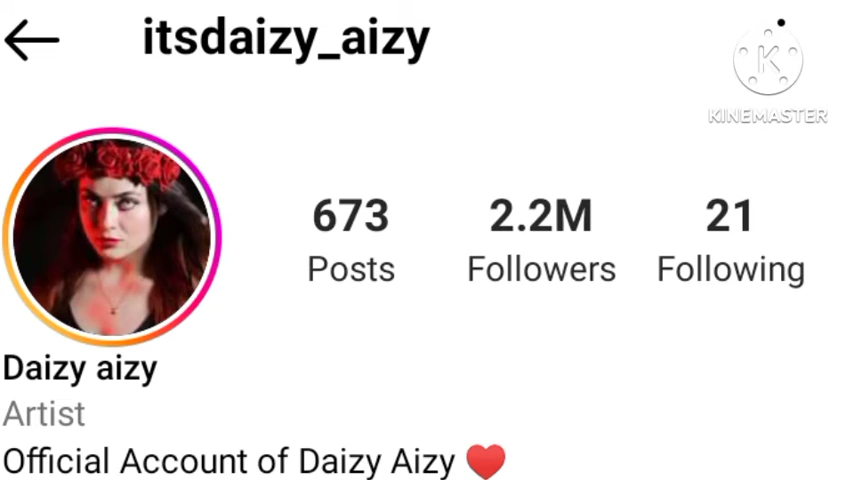 itsdaizy_aizy
K
KINEMASTER
673 2.2M 21
Posts Followers Following
Daizy aizy
Artist
Official Account of Daizy Aizy ❤️